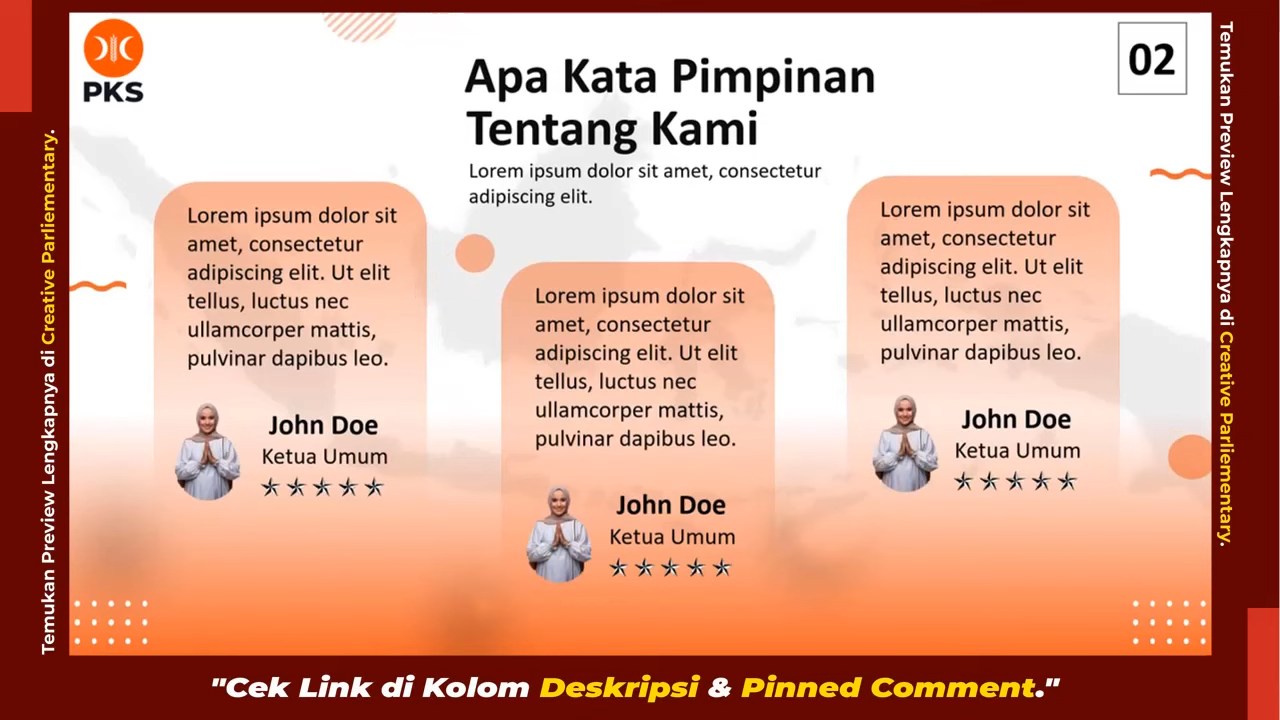 PKS
Apa Kata Pimpinan
Tentang Kami
Lorem ipsum dolor sit amet, consectetur
adipiscing elit.
02
Lorem ipsum dolor sit
amet, consectetur
adipiscing elit. Ut elit
tellus, luctus nec
ullamcorper mattis,
pulvinar dapibus leo.
John Doe
Ketua Umum
Lorem ipsum dolor sit
amet, consectetur
adipiscing elit. Ut elit
tellus, luctus nec
ullamcorper mattis,
pulvinar dapibus leo.
John Doe
Ketua Umum
Lorem ipsum dolor sit
amet, consectetur
adipiscing elit. Ut elit
tellus, luctus nec
ullamcorper mattis,
pulvinar dapibus leo.
John Doe
Ketua Umum
Temukan Preview Lengkapnya di Creative Parliementary.
Temukan Preview Lengkapnya di Creative Parliementary.
"Cek Link di Kolom Deskripsi & Pinned Comment."